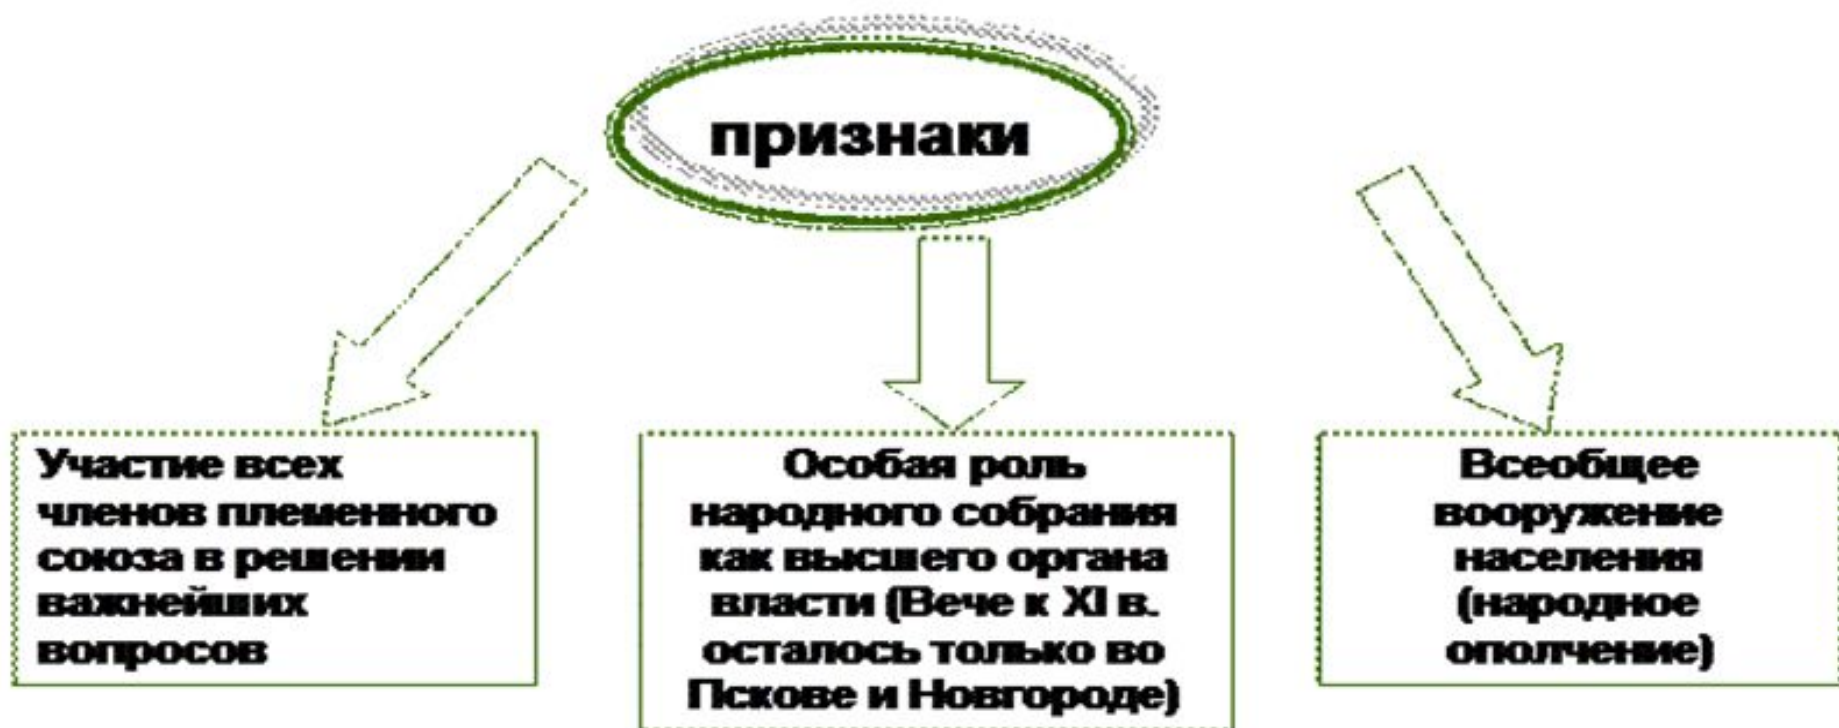 признаки
Участие всех
членов племенного
союза в решении
важнейших
вопросов
Особая роль
народного собрания
как высшего органа
власти (Вече к XI в.
осталось только во
Пскове и Новгороде)
Всеобщее
вооружение
населения
(народное
ополчение)